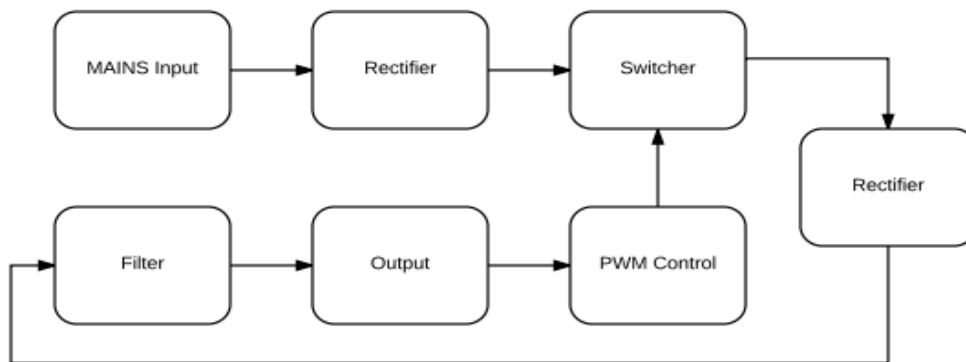 MAINS Input
Rectifier
Switcher
Rectifier
Filter
Output
PWM Control